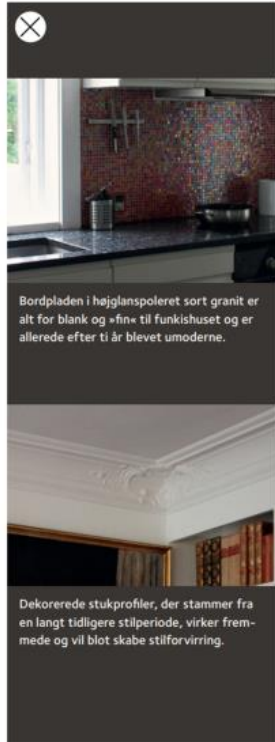 Bordpladen i højglanspoleret sort granit er
alt for blank og »fin« til funkishuset og er
allerede efter ti år blevet umoderne.
Dekorerede stukprofiler, der stammer fra
en langt tidligere stilperiode, virker frem-
mede og vil blot skabe stilforvirring.